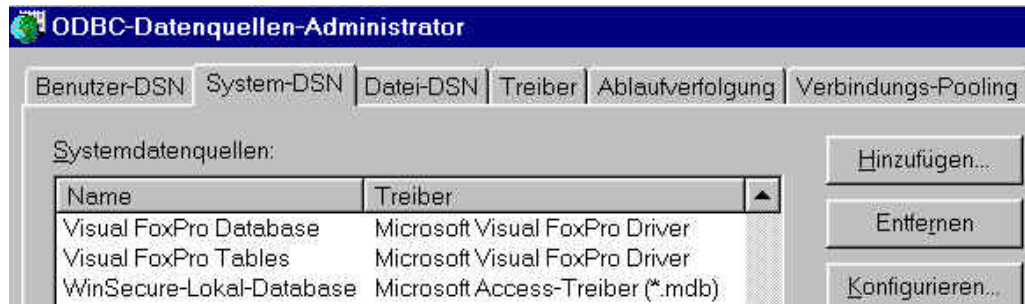 ODBC-Datenquellen-Administrator
Benutzer-DSN System-DSN Datei-DSN Treiber Ablaufverfolgung Verbindungs-Pooling
Systemdatenquellen:
Name Treiber
Visual FoxPro Database Microsoft Visual FoxPro Driver
Visual FoxPro Tables Microsoft Visual FoxPro Driver
WinSecure-Lokal-Database Microsoft Access-Treiber (*.mdb)
Hinzufügen...
Entfernen
Konfigurieren...